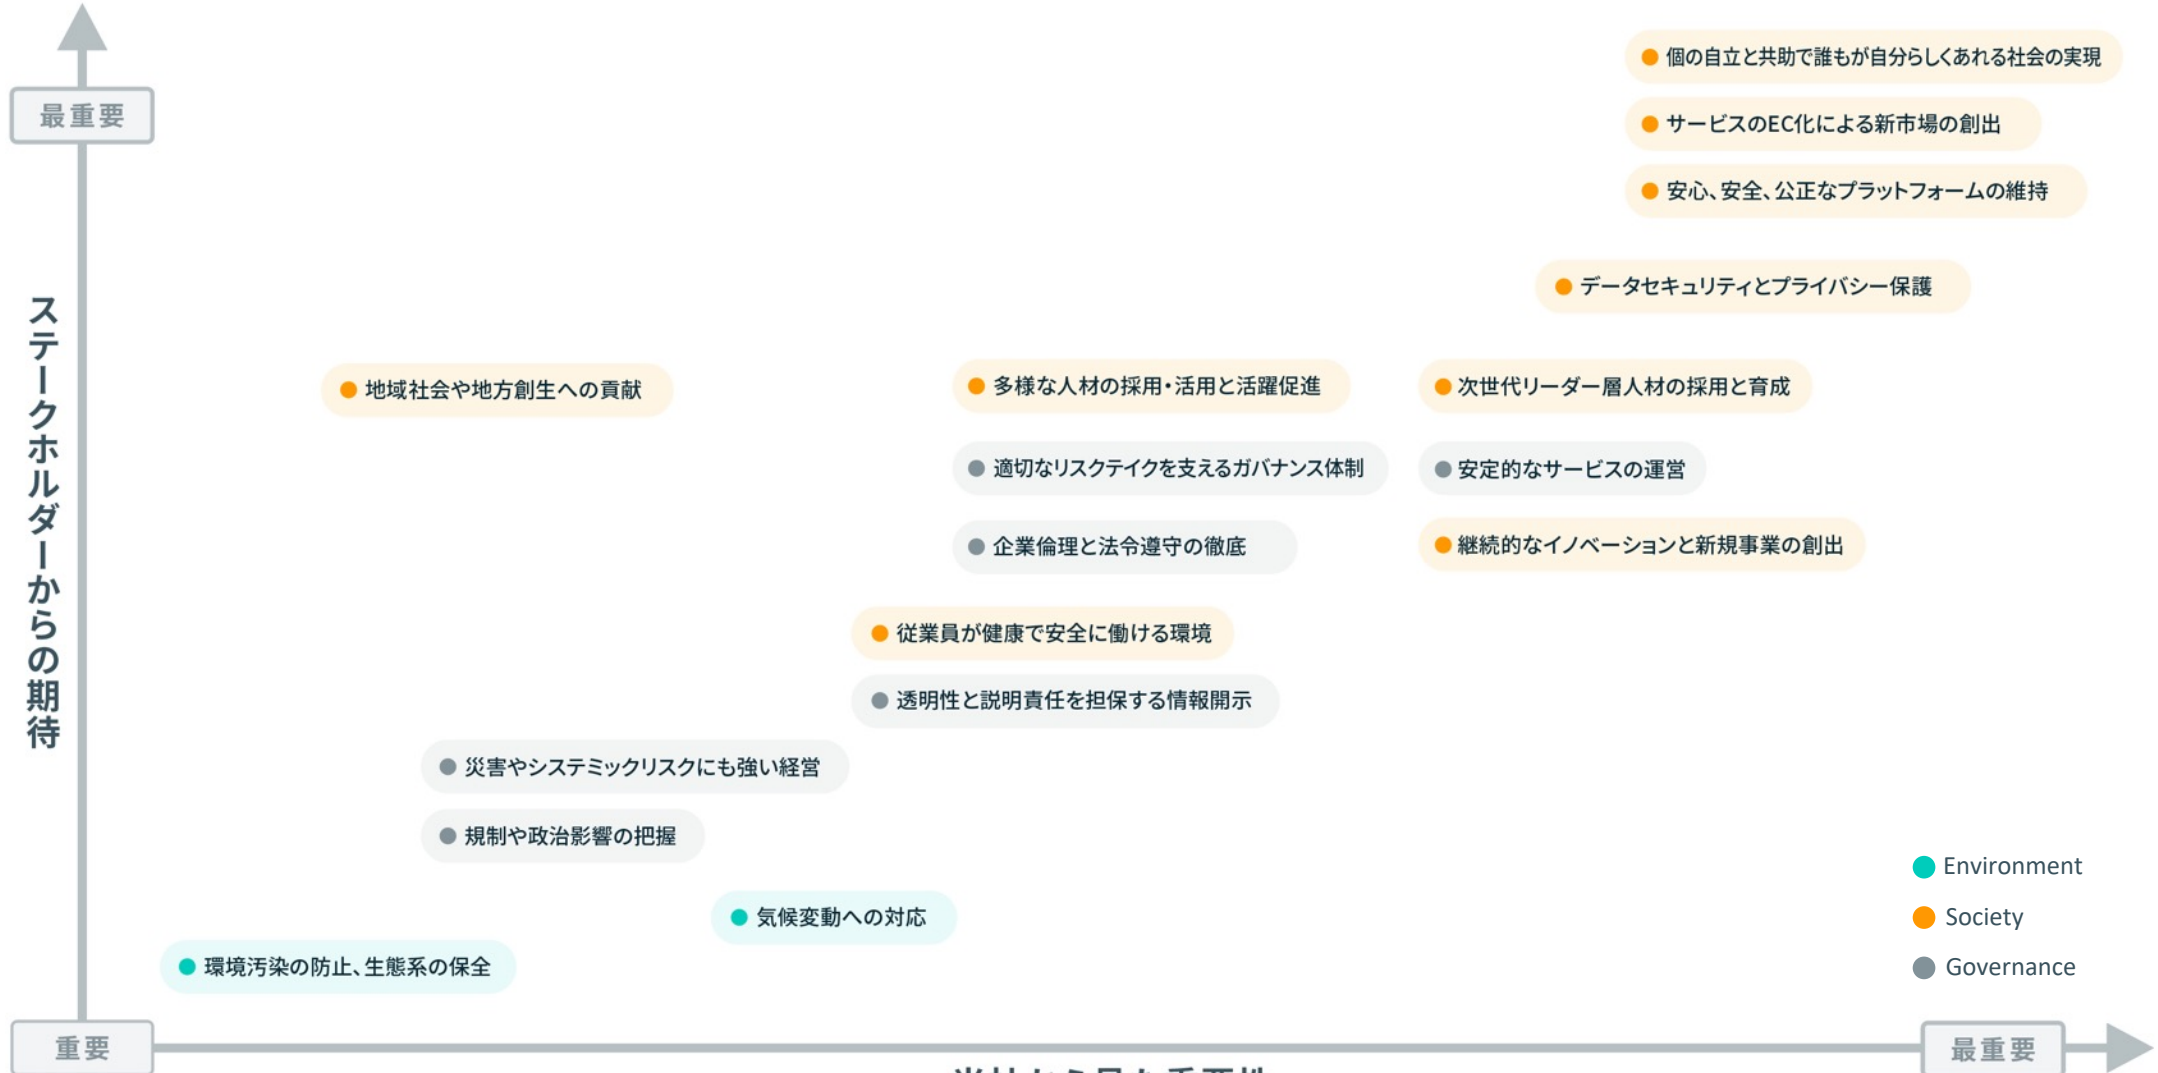 最重要
ステークホルダーからの期待
個の自立と共助で誰もが自分らしくあれる社会の実現
サービスのEC化による新市場の創出
安心、安全、公正なプラットフォームの維持
データセキュリティとプライバシー保護
地域社会や地方創生への貢献
多様な人材の採用・活用と活躍促進
次世代リーダー層人材の採用と育成
適切なリスクテイクを支えるガバナンス体制
安定的なサービスの運営
企業倫理と法令遵守の徹底
継続的なイノベーションと新規事業の創出
従業員が健康で安全に働ける環境
透明性と説明責任を担保する情報開示
災害やシステミックリスクにも強い経営
規制や政治影響の把握
気候変動への対応
環境汚染の防止、生態系の保全
Environment
Society
Governance
重要
最重要
当社から見た重要性